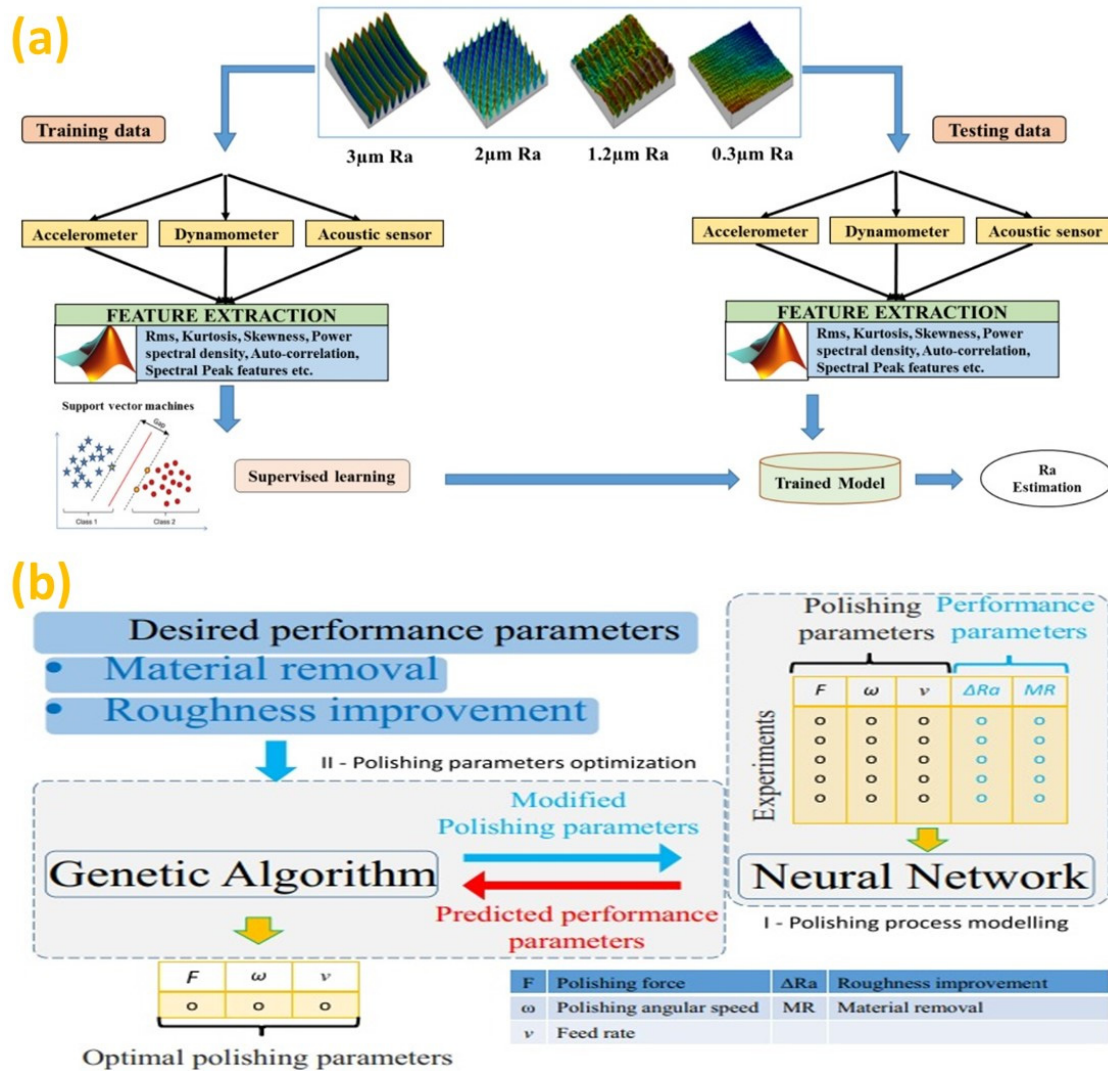 (a)
Training data
Testing data
3µm Ra
2µm Ra
1.2µm Ra
0.3µm Ra
Accelerometer
Dynamometer
Acoustic sensor
Accelerometer
Dynamometer
Acoustic sensor
FEATURE EXTRACTION
Rms, Kurtosis, Skewness, Power
spectral density, Auto-correlation,
Spectral Peak features etc.
FEATURE EXTRACTION
Rms, Kurtosis, Skewness, Power
spectral density, Auto-correlation,
Spectral Peak features etc.
Support vector machines
Gap
Class 1
Class 2
Supervised learning
Trained Model
Ra
Estimation
(b)
Desired performance parameters
• Material removal
• Roughness improvement
II - Polishing parameters optimization
Genetic Algorithm
Modified
Polishing parameters
Predicted performance
parameters
Polishing
parameters
Performance
parameters
F ω v ΔRa MR
o o o o o
o o o o o
o o o o o
o o o o o
o o o o o
Experiments
Neural Network
I - Polishing process modelling
F ω v
o o o
Optimal polishing parameters
F Polishing force ΔRa Roughness improvement
ω Polishing angular speed MR Material removal
v Feed rate